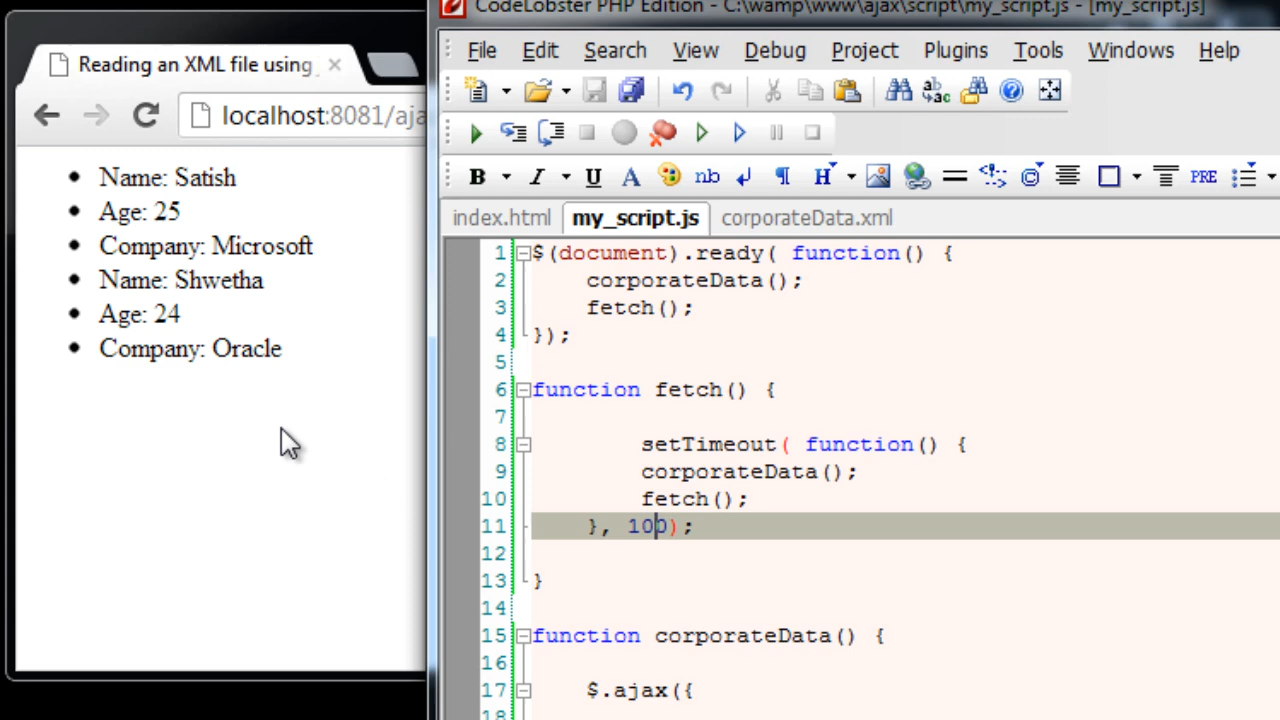 Reading an XML file using
localhost:8081/aja
Name: Satish
Age: 25
Company: Microsoft
Name: Shwetha
Age: 24
Company: Oracle
CodeLobster PHP Edition - C:\wamp\www\ajax\script\my_script.js - [my_script.js]
File Edit Search View Debug Project Plugins Tools Windows Help
B I U A nb H PRE
index.html my_script.js corporateData.xml
1 $(document).ready( function() {
2 corporateData();
3 fetch();
4 });
5
6 function fetch() {
7
8 setTimeout( function() {
9 corporateData();
10 fetch();
11 }, 100);
12
13 }
14
15 function corporateData() {
16
17 $.ajax({
18